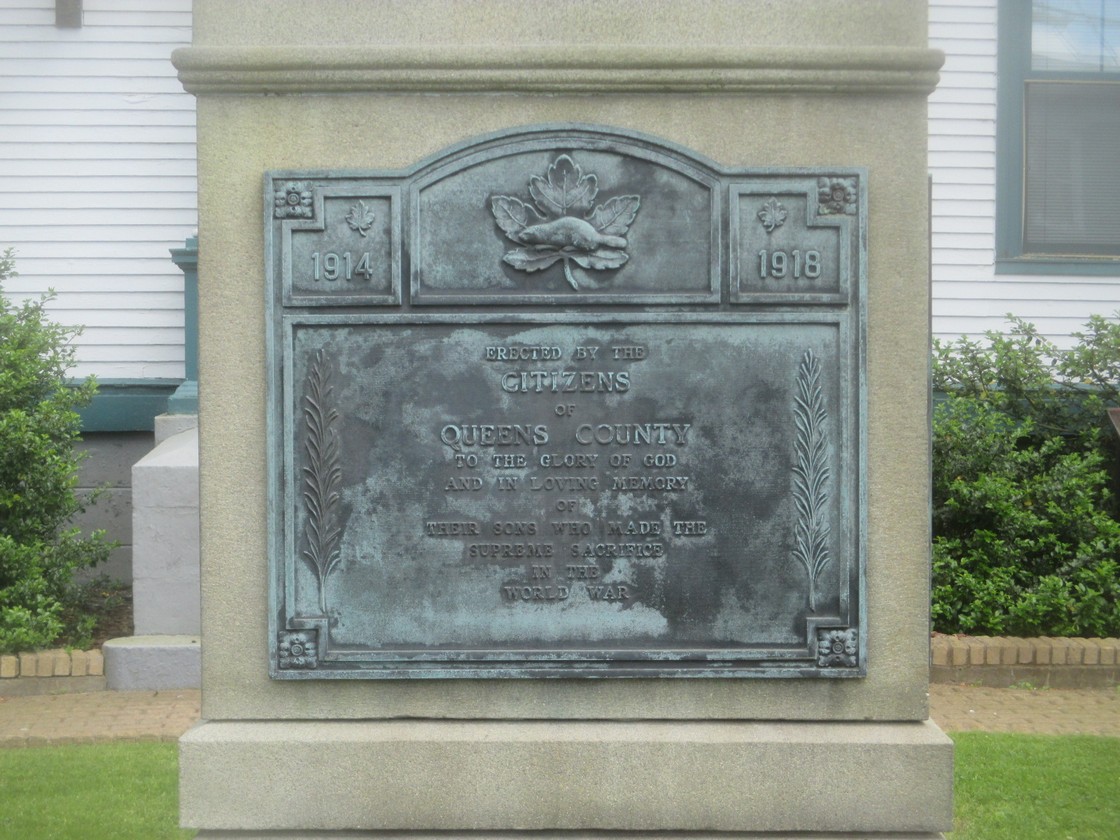 1914
1918
ERECTED BY THE
CITIZENS
OF
QUEENS COUNTY
TO THE GLORY OF GOD
AND IN LOVING MEMORY
OF
THEIR SONS WHO MADE THE
SUPREME SACRIFICE
IN THE
WORLD WAR